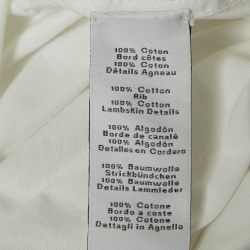 100% Coton
Bord côtes
100% Coton
Détails Agneau
100% Cotton
Rib
100% Cotton
Lambskin Details
100% Algodón
Borde de canalé
100% Algodón
Detalles en Cordero
100% Baumwolle
Strickbündchen
100% Baumwolle
Details Lammleder
100% Cotone
Bordo a coste
100% Cotone
Dettagli in Agnello